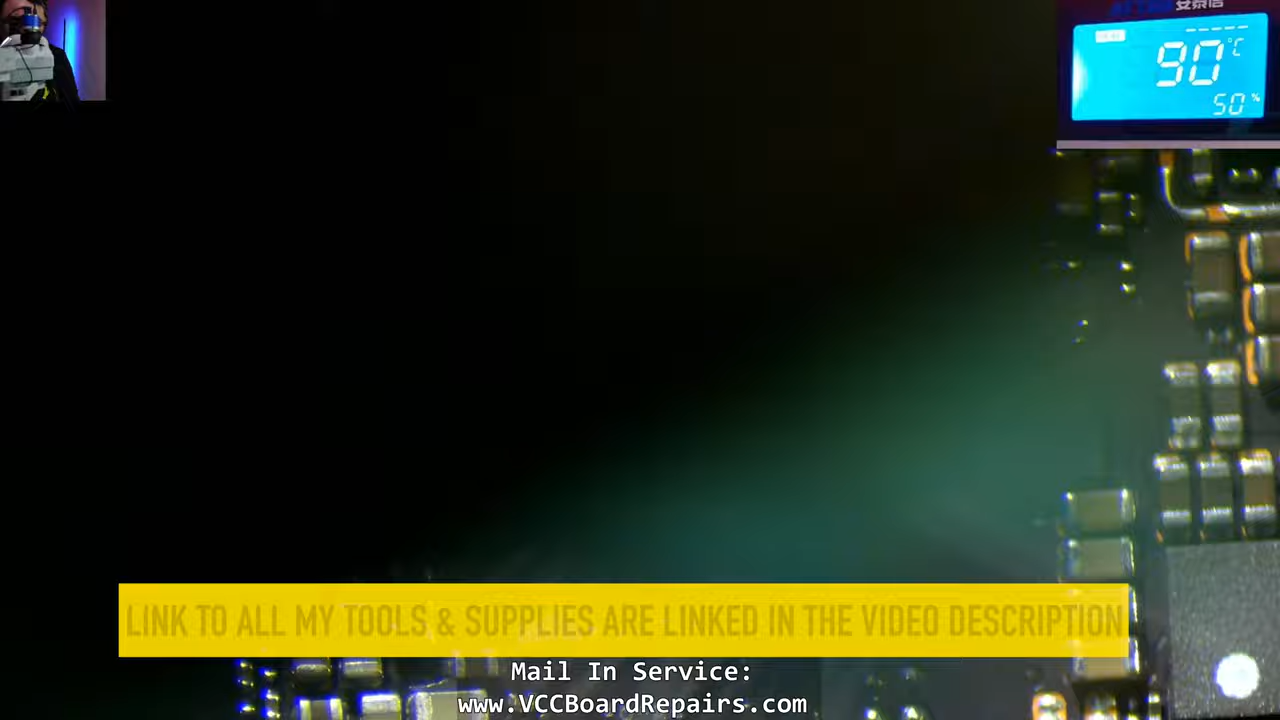 安泰信
90 °C
50 %
LINK TO ALL MY TOOLS & SUPPLIES ARE LINKED IN THE VIDEO DESCRIPTION
Mail In Service:
www.VCCBoardRepairs.com